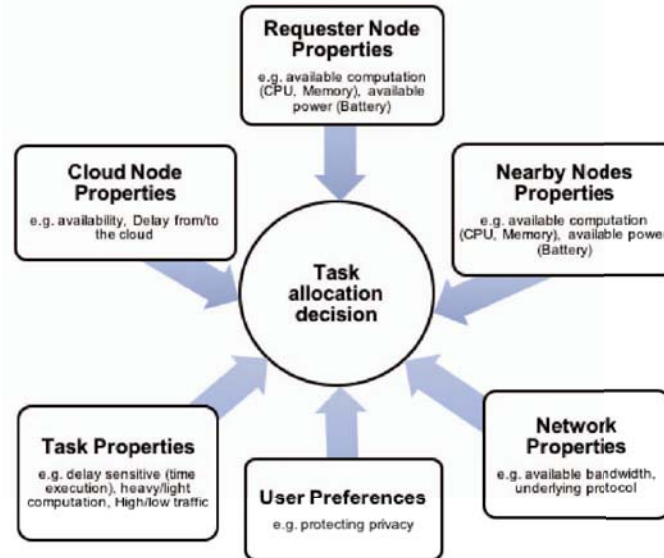 Requester Node
Properties
e.g. available computation
(CPU, Memory), available
power (Battery)
Cloud Node
Properties
e.g. availability, Delay from/to
the cloud
Nearby Nodes
Properties
e.g. available computation
(CPU, Memory), available power
(Battery)
Task
allocation
decision
Task Properties
e.g. delay sensitive (time
execution), heavy/light
computation, High/low traffic
User Preferences
e.g. protecting privacy
Network
Properties
e.g. available bandwidth,
underlying protocol